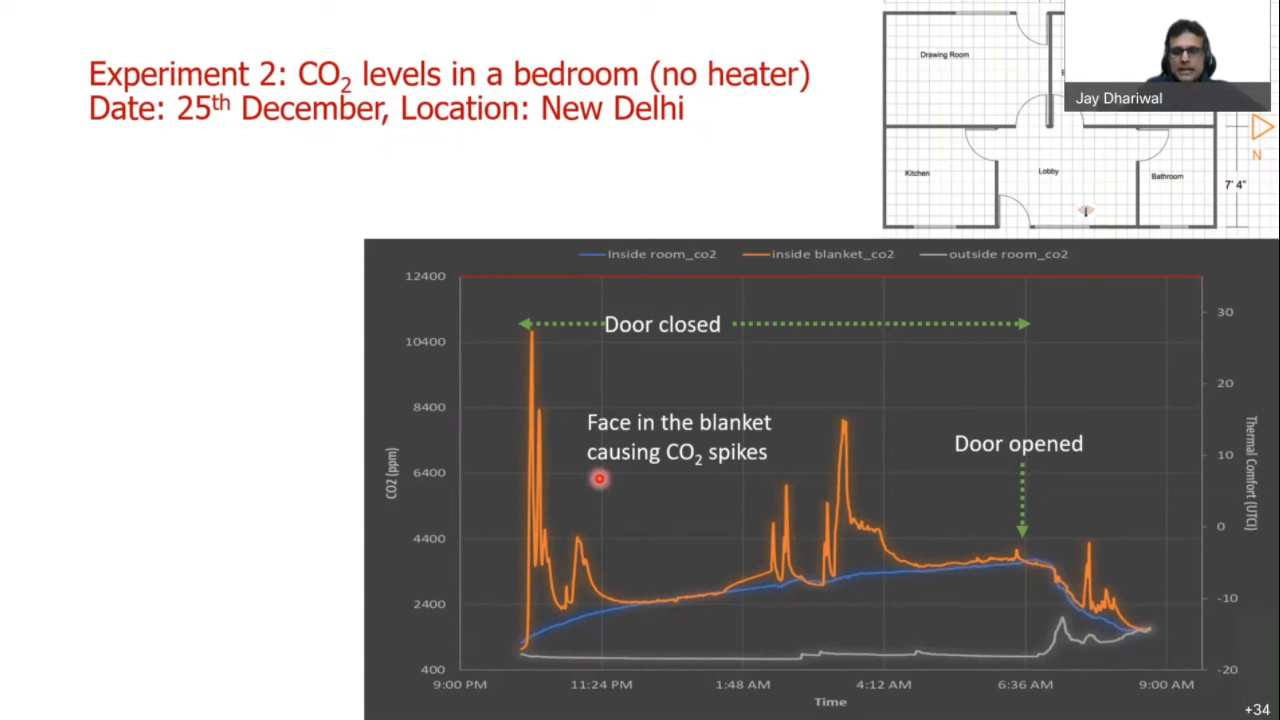 Experiment 2: CO₂ levels in a bedroom (no heater)
Date: 25th December, Location: New Delhi
Drawing Room
Jay Dhariwal
N
Kitchen
Lobby
Bathroom
7' 4"
Inside room_co2
inside blanket_co2
outside room_co2
12400
10400
8400
6400
4400
2400
400
CO2 (ppm)
Door closed
Face in the blanket
causing CO₂ spikes
Door opened
30
20
10
0
-10
-20
Thermal Comfort (UTCI)
9:00 PM
11:24 PM
1:48 AM
4:12 AM
6:36 AM
9:00 AM
Time
+34